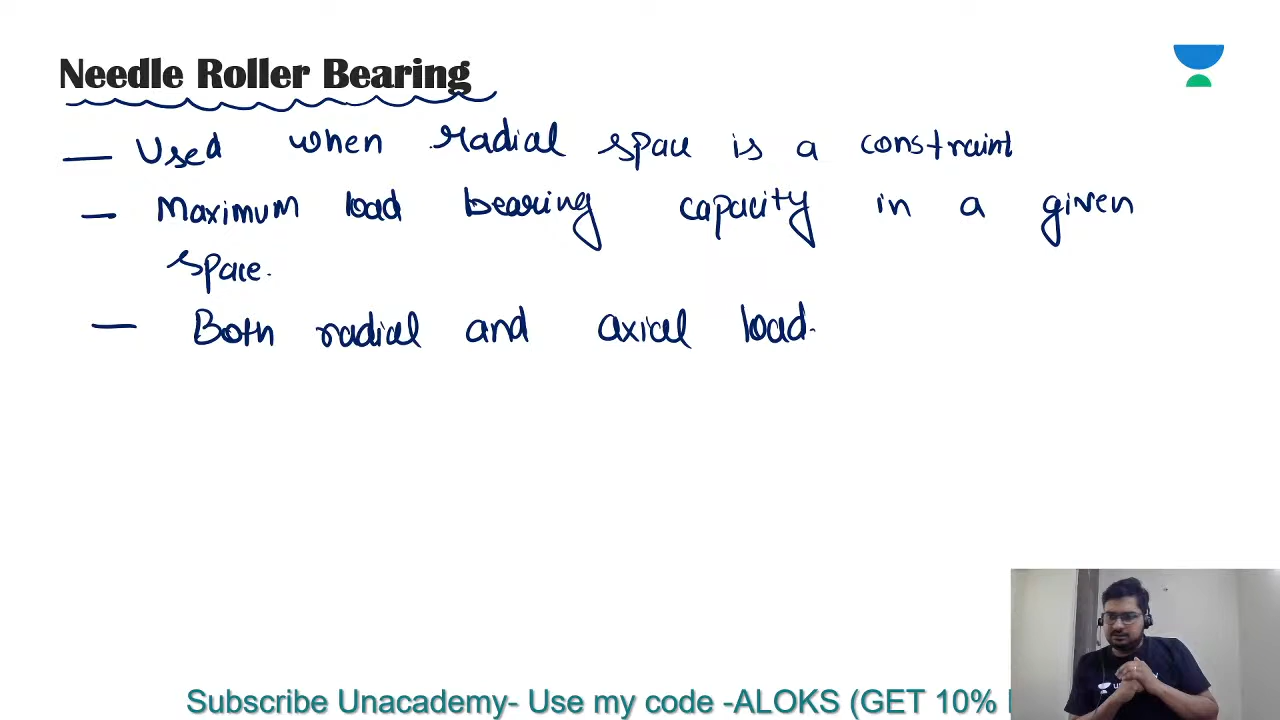 Needle Roller Bearing
— Used when radial space is a constraint
— Maximum load bearing capacity in a given
space.
— Both radial and axial load.
Subscribe Unacademy- Use my code -ALOKS (GET 10%